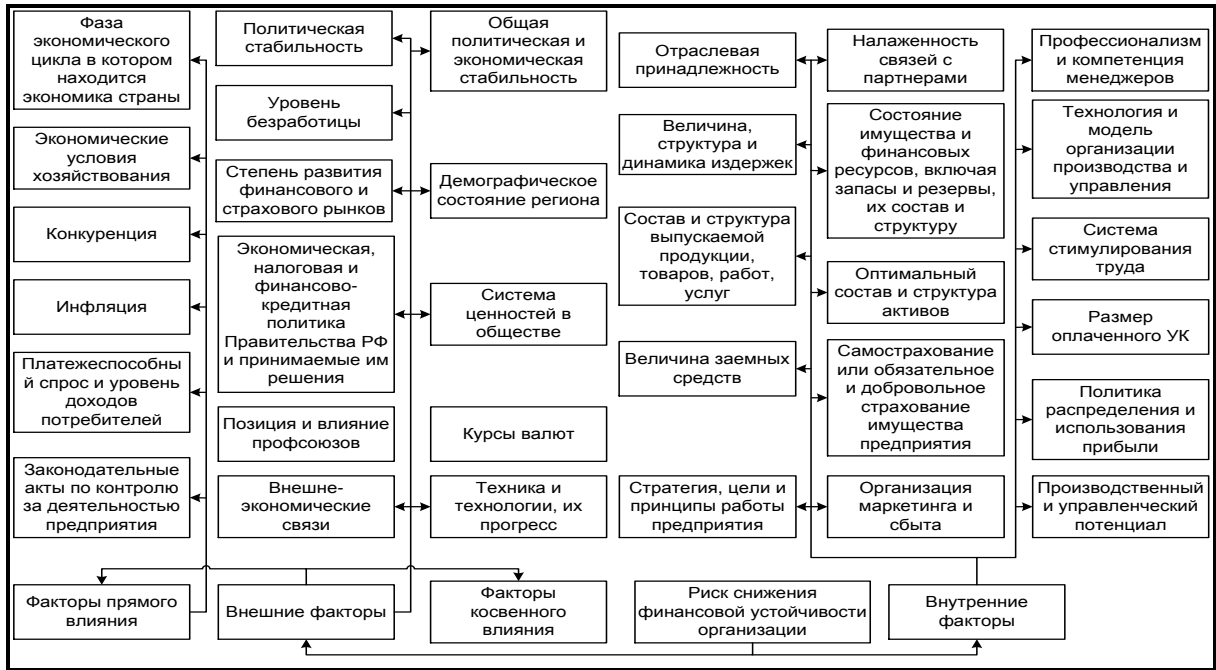 Фаза
экономического
цикла в котором
находится
экономика страны
Экономические
условия
хозяйствования
Конкуренция
Инфляция
Платежеспособны
й спрос и уровень
доходов
потребителей
Законодательные
акты по контролю
за деятельностью
предприятия
Факторы прямого
влияния
Политическая
стабильность
Уровень
безработицы
Степень развития
финансового и
страхового рынков
Экономическая,
налоговая и
финансово-
кредитная
политика
Правительства РФ
и принимаемые им
решения
Позиция и влияние
профсоюзов
Внешне-
экономические
связи
Внешние факторы
Общая
политическая и
экономическая
стабильность
Демографическое
состояние региона
Система
ценностей в
обществе
Курсы валют
Техника и
технологии, их
прогресс
Факторы
косвенного
влияния
Отраслевая
принадлежность
Величина,
структура и
динамика издержек
Состав и структура
выпускаемой
продукции,
товаров, работ,
услуг
Величина заемных
средств
Стратегия, цели и
принципы работы
предприятия
Риск снижения
финансовой устойчивости
организации
Налаженность
связей с
партнерами
Состояние
имущества и
финансовых
ресурсов, включая
запасы и резервы,
их состав и
структуру
Оптимальный
состав и структура
активов
Самострахование
или обязательное
и добровольное
страхование
имущества
предприятия
Организация
маркетинга и
сбыта
Внутренние
факторы
Профессионализм
и компетенция
менеджеров
Технология и
модель
организации
производства и
управления
Система
стимулирования
труда
Размер
оплаченного УК
Политика
распределения и
использования
прибыли
Производственный
и управленческий
потенциал